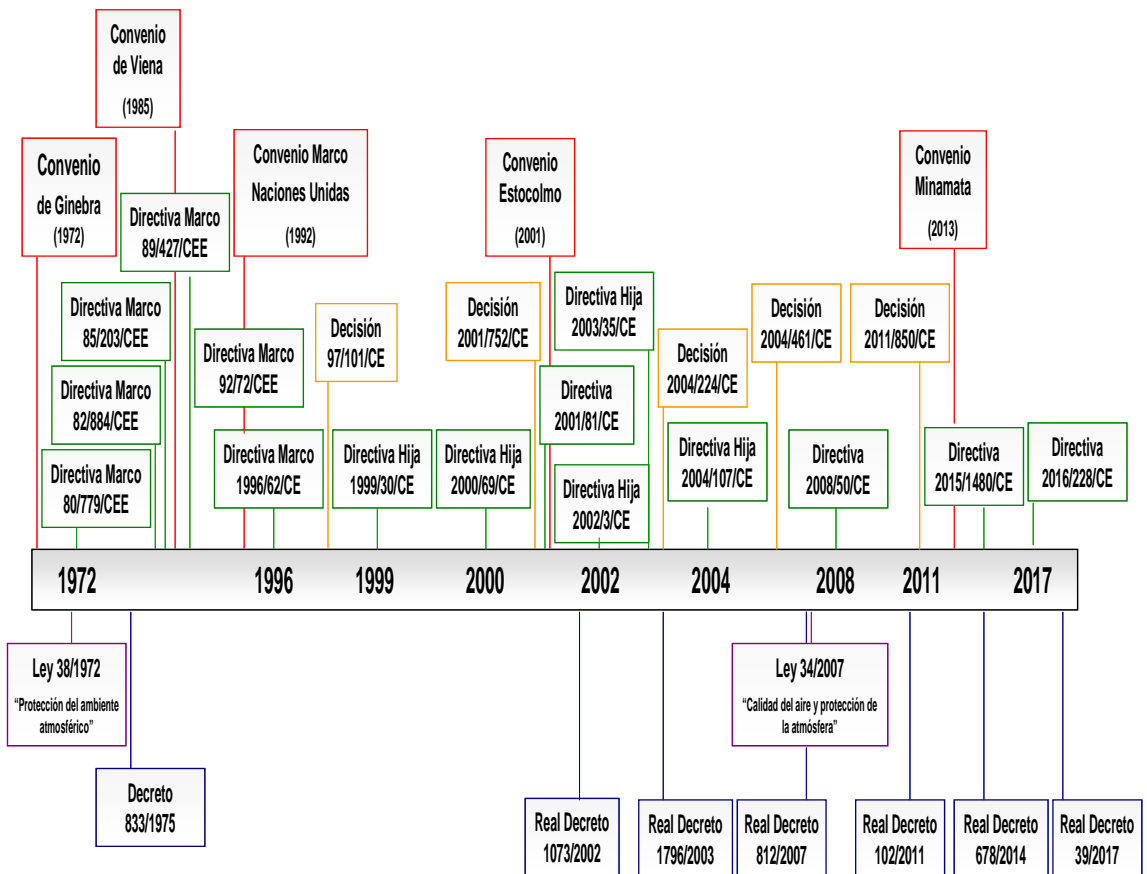 Convenio
de Viena
(1985)
Convenio
de Ginebra
(1972)
Directiva Marco
89/427/CEE
Convenio Marco
Naciones Unidas
(1992)
Convenio
Estocolmo
(2001)
Convenio
Minamata
(2013)
Directiva Marco
85/203/CEE
Directiva Marco
82/884/CEE
Directiva Marco
80/779/CEE
Directiva Marco
92/72/CEE
Directiva Marco
1996/62/CE
Decisión
97/101/CE
Directiva Hija
1999/30/CE
Decisión
2001/752/CE
Directiva Hija
2000/69/CE
Directiva Hija
2003/35/CE
Directiva
2001/81/CE
Directiva Hija
2002/3/CE
Decisión
2004/224/CE
Directiva Hija
2004/107/CE
Decisión
2004/461/CE
Directiva
2008/50/CE
Decisión
2011/850/CE
Directiva
2015/1480/CE
Directiva
2016/228/CE
1972
1996
1999
2000
2002
2004
2008
2011
2017
Ley 38/1972
“Protección del ambiente
atmosférico”
Ley 34/2007
“Calidad del aire y protección de
la atmósfera”
Decreto
833/1975
Real Decreto
1073/2002
Real Decreto
1796/2003
Real Decreto
812/2007
Real Decreto
102/2011
Real Decreto
678/2014
Real Decreto
39/2017